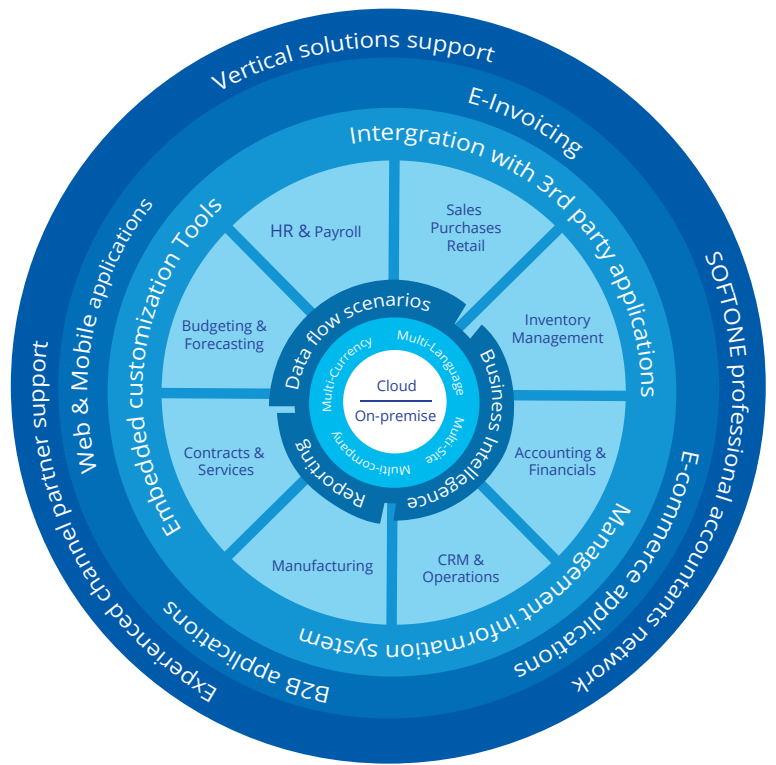 Vertical solutions support
SOFTONE professional accountants network
Experienced channel partner support
E-Invoicing
E-commerce applications
B2B applications
Web & Mobile applications
Intergration with 3rd party applications
Management information system
Embedded customization Tools
HR & Payroll
Sales
Purchases
Retail
Inventory
Management
Accounting &
Financials
CRM &
Operations
Manufacturing
Contracts &
Services
Budgeting &
Forecasting
Data flow scenarios
Business Intellegence
Reporting
Multi-Currency
Multi-Language
Multi-Site
Multi-company
Cloud
On-premise